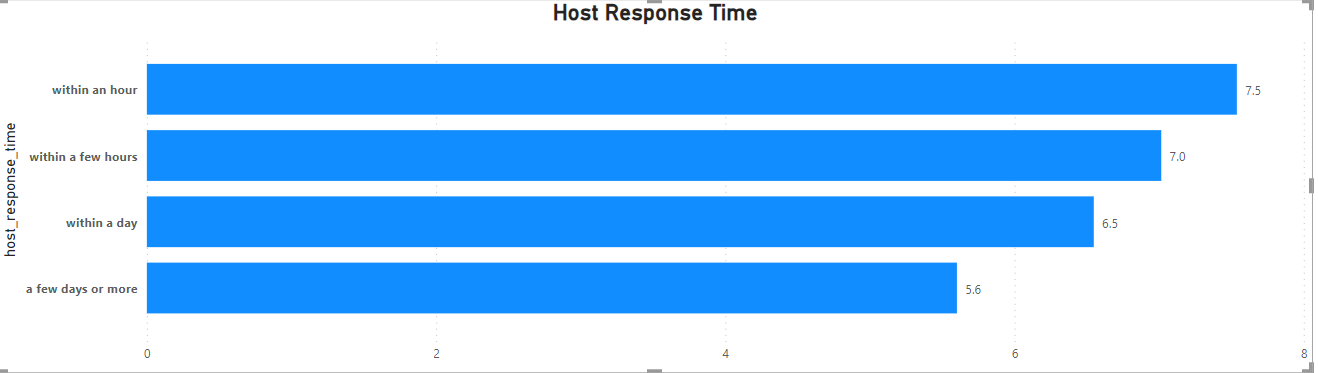 Host Response Time
host_response_time
within an hour
7.5
within a few hours
7.0
within a day
6.5
a few days or more
5.6
0 2 4 6 8